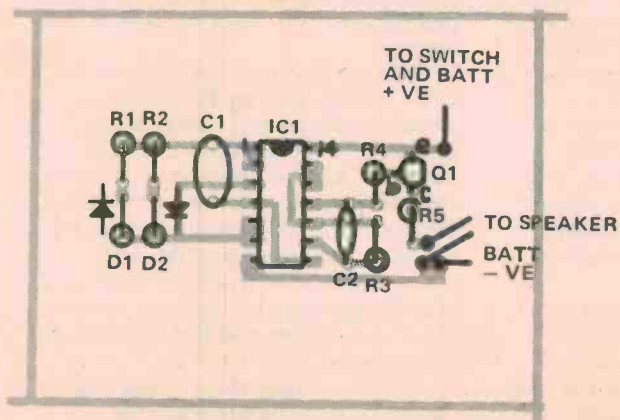 TO SWITCH
AND BATT
+ VE
R1 R2 C1 IC1 14 R4 e
Q1
b
c
R5
TO SPEAKER
BATT
− VE
D1 D2 C2 R3